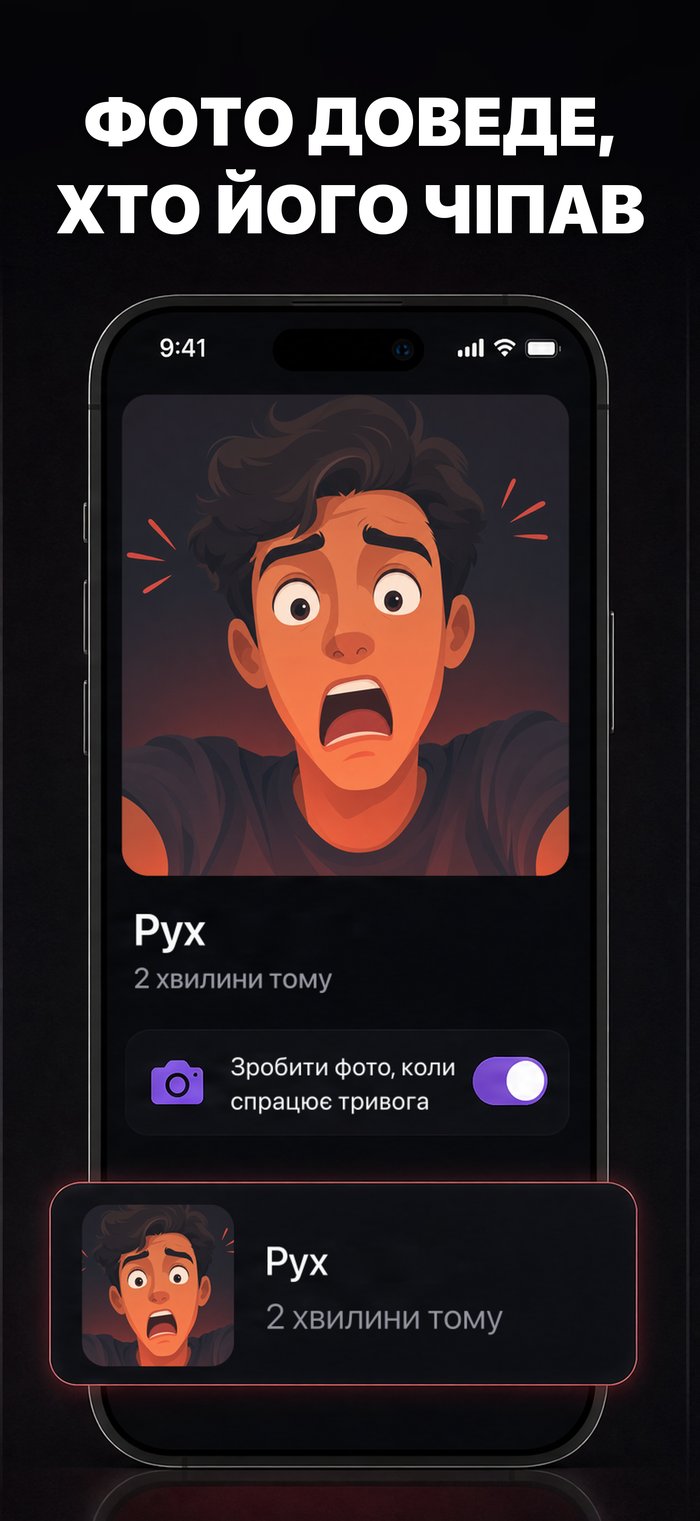 ФОТО ДОВЕДЕ,
ХТО ЙОГО ЧІПАВ
9:41
Рух
2 хвилини тому
Зробити фото, коли
спрацює тривога
Рух
2 хвилини тому